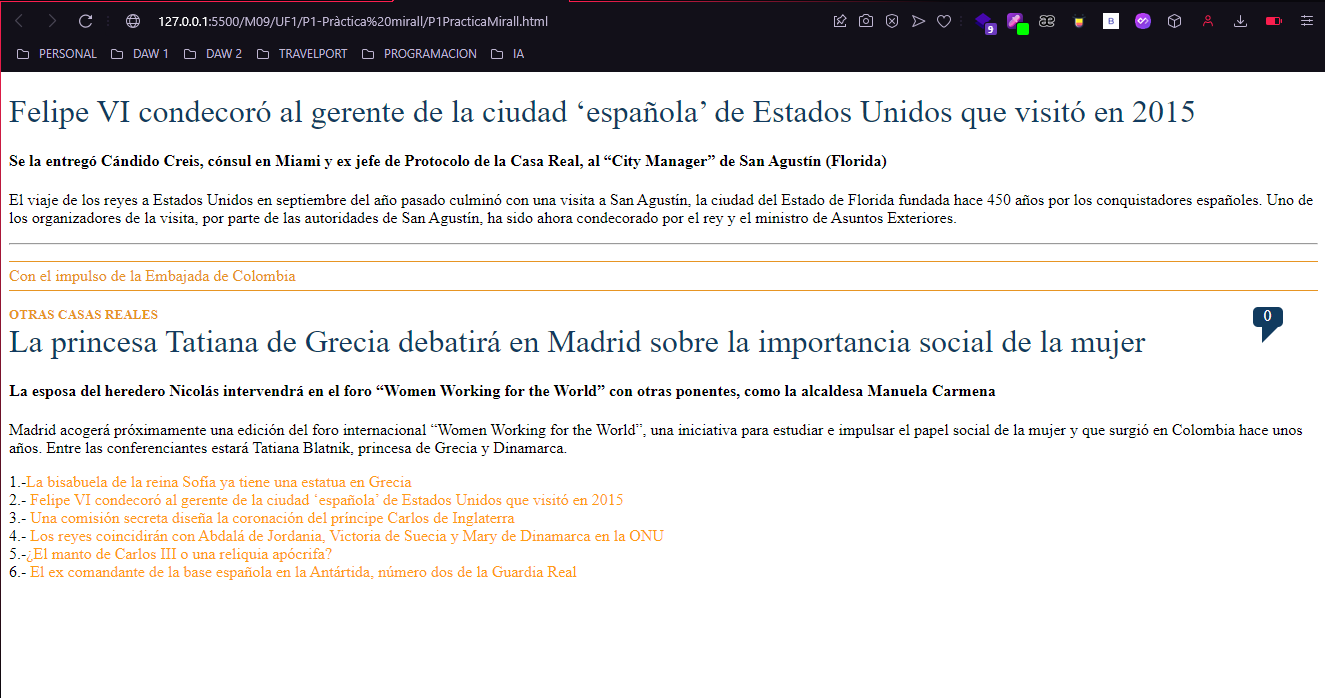 127.0.0.1:5500/M09/UF1/P1-Pràctica%20mirall/P1PracticaMirall.html
9
B
PERSONAL DAW 1 DAW 2 TRAVELPORT PROGRAMACION IA
Felipe VI condecoró al gerente de la ciudad ‘española’ de Estados Unidos que visitó en 2015
Se la entregó Cándido Creis, cónsul en Miami y ex jefe de Protocolo de la Casa Real, al “City Manager” de San Agustín (Florida)
El viaje de los reyes a Estados Unidos en septiembre del año pasado culminó con una visita a San Agustín, la ciudad del Estado de Florida fundada hace 450 años por los conquistadores españoles. Uno de
los organizadores de la visita, por parte de las autoridades de San Agustín, ha sido ahora condecorado por el rey y el ministro de Asuntos Exteriores.
Con el impulso de la Embajada de Colombia
OTRAS CASAS REALES
0
La princesa Tatiana de Grecia debatirá en Madrid sobre la importancia social de la mujer
La esposa del heredero Nicolás intervendrá en el foro “Women Working for the World” con otras ponentes, como la alcaldesa Manuela Carmena
Madrid acogerá próximamente una edición del foro internacional “Women Working for the World”, una iniciativa para estudiar e impulsar el papel social de la mujer y que surgió en Colombia hace unos
años. Entre las conferenciantes estará Tatiana Blatnik, princesa de Grecia y Dinamarca.
1.-La bisabuela de la reina Sofía ya tiene una estatua en Grecia
2.- Felipe VI condecoró al gerente de la ciudad ‘española’ de Estados Unidos que visitó en 2015
3.- Una comisión secreta diseña la coronación del príncipe Carlos de Inglaterra
4.- Los reyes coincidirán con Abdalá de Jordania, Victoria de Suecia y Mary de Dinamarca en la ONU
5.-¿El manto de Carlos III o una reliquia apócrifa?
6.- El ex comandante de la base española en la Antártida, número dos de la Guardia Real